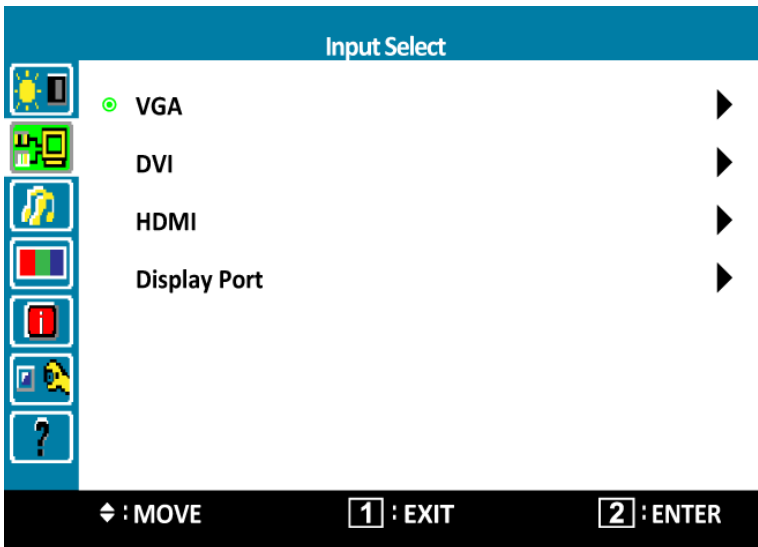 Input Select
VGA
DVI
HDMI
Display Port
i
?
: MOVE 1 : EXIT 2 : ENTER